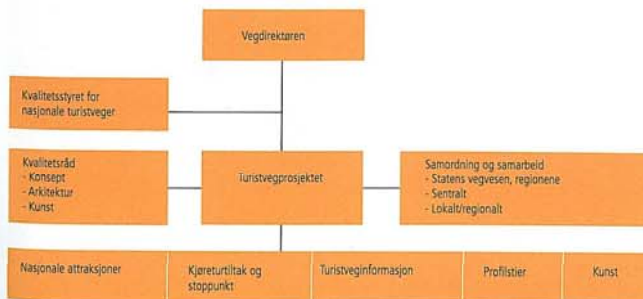 Vegdirektøren
Kvalitetsstyret for
nasjonale turistveger
Kvalitetsråd
- Konsept
- Arkitektur
- Kunst
Turistvegprosjektet
Samordning og samarbeid
- Statens vegvesen, regionene
- Sentralt
- Lokalt/regionalt
Nasjonale attraksjoner
Kjøreturtiltak og
stoppunkt
Turistveginformasjon
Profilstier
Kunst